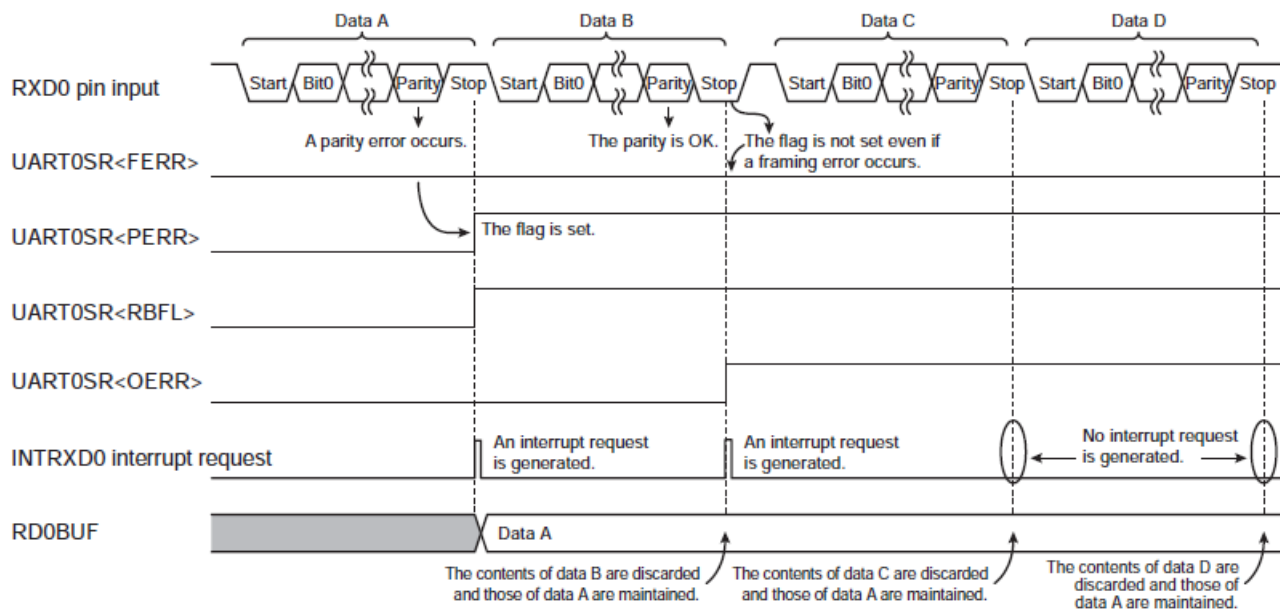 Data A
Data B
Data C
Data D
RXD0 pin input
Start Bit0 Parity Stop Start Bit0 Parity Stop Start Bit0 Parity Stop Start Bit0 Parity Stop
A parity error occurs.
The parity is OK.
The flag is not set even if
a framing error occurs.
UART0SR<FERR>
UART0SR<PERR>
The flag is set.
UART0SR<RBFL>
UART0SR<OERR>
INTRXD0 interrupt request
An interrupt request
is generated.
An interrupt request
is generated.
No interrupt request
is generated.
RD0BUF
Data A
The contents of data B are discarded
and those of data A are maintained.
The contents of data C are discarded
and those of data A are maintained.
The contents of data D are
discarded and those of
data A are maintained.